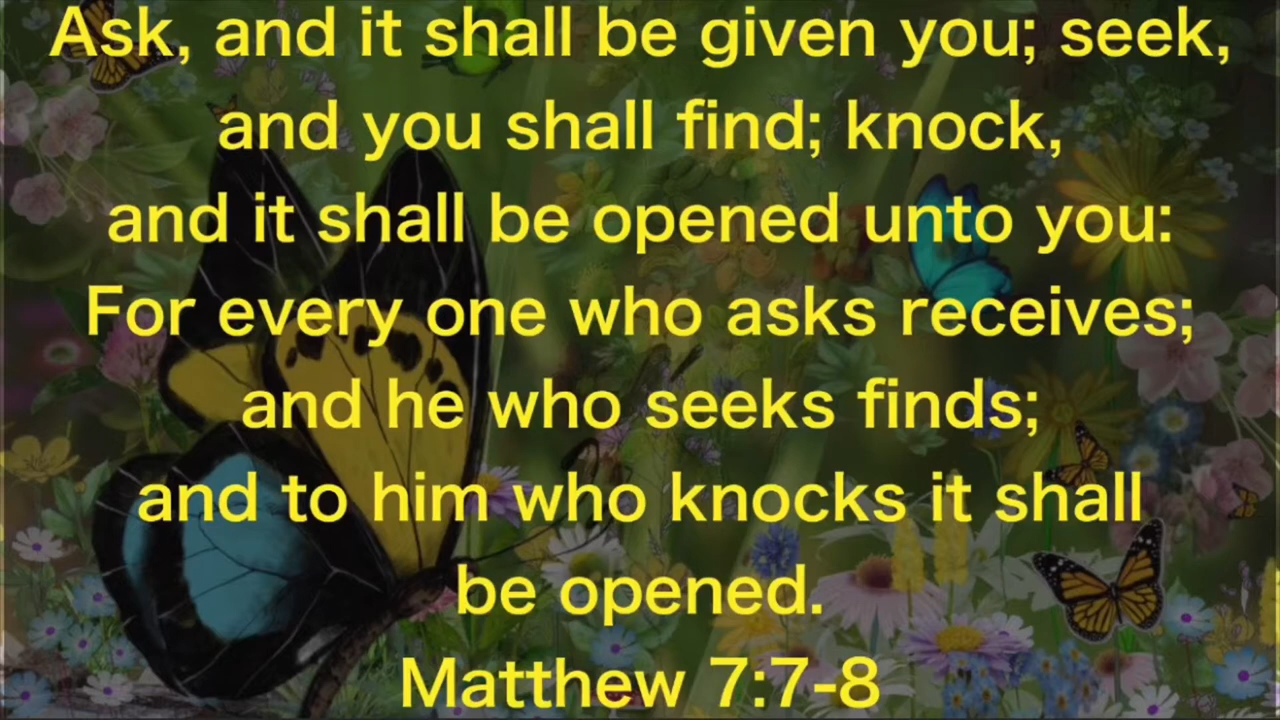 Ask, and it shall be given you; seek,
and you shall find; knock,
and it shall be opened unto you:
For every one who asks receives;
and he who seeks finds;
and to him who knocks it shall
be opened.
Matthew 7:7-8